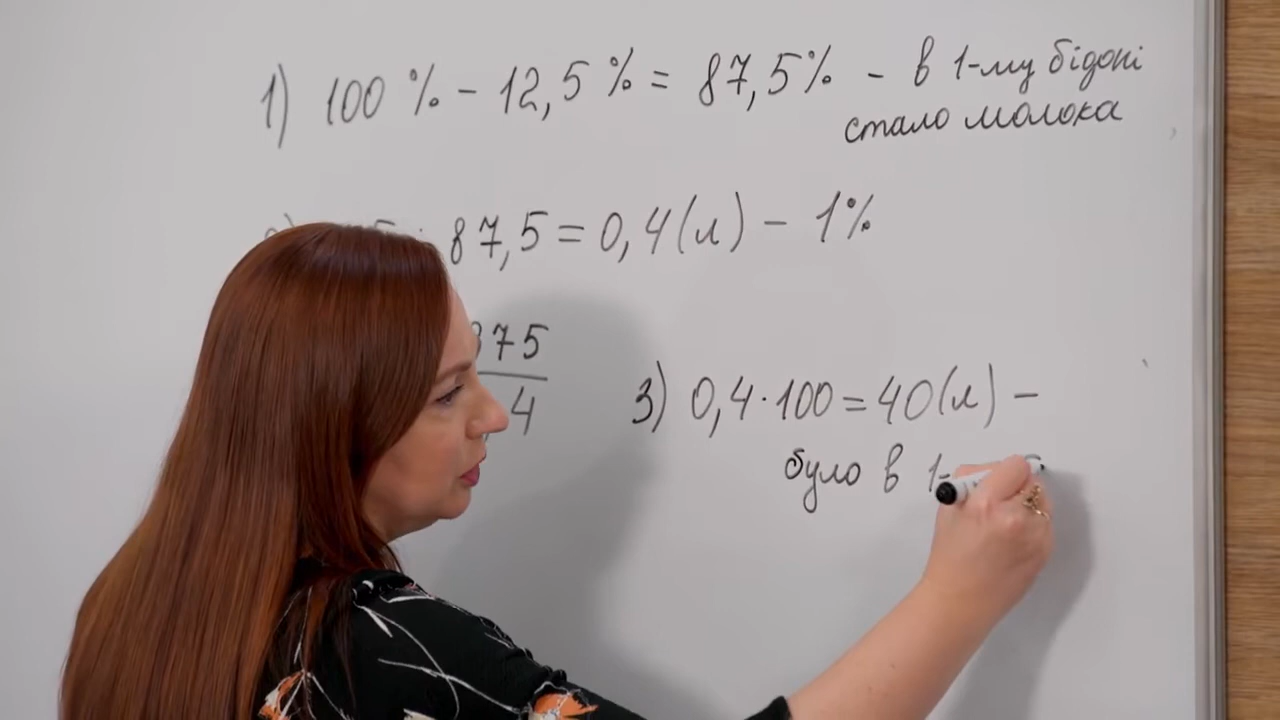 1) 100 % - 12,5 % = 87,5 % - в 1-му бідоні
стало молока
87,5 = 0,4 (л) - 1 %
875
4
3) 0,4 · 100 = 40 (л) -
було в 1-